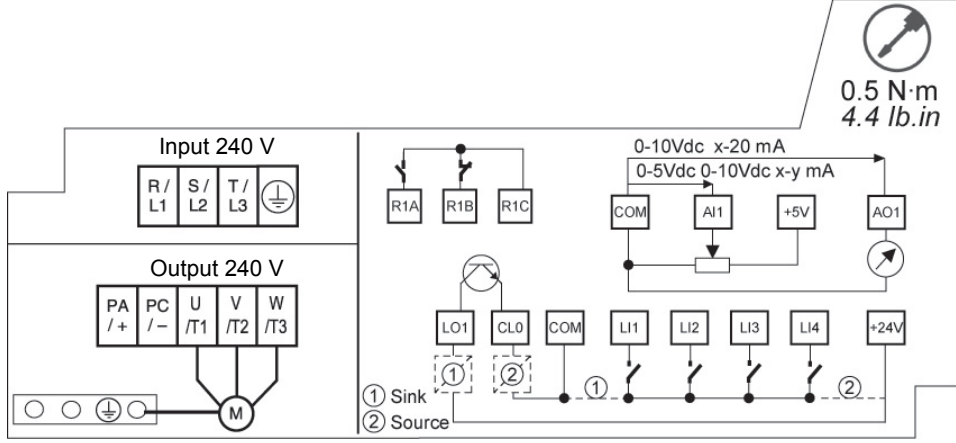 0.5 N·m
4.4 lb.in
Input 240 V
R / L1
S / L2
T / L3
R1A
R1B
R1C
0-10Vdc x-20 mA
0-5Vdc 0-10Vdc x-y mA
COM
AI1
+5V
AO1
Output 240 V
PA / +
PC / –
U /T1
V /T2
W /T3
M
LO1
CL0
COM
LI1
LI2
LI3
LI4
+24V
1
2
1
2
1 Sink
2 Source